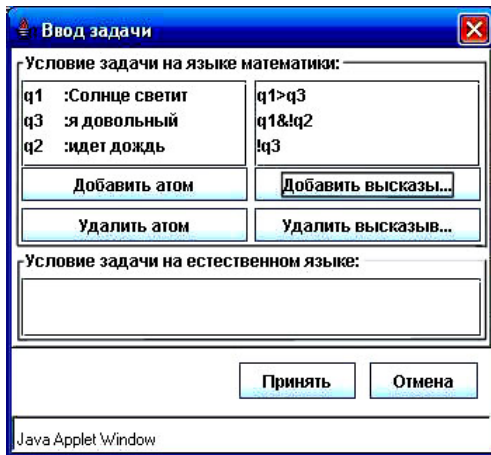 Ввод задачи
Условие задачи на языке математики:
q1 :Солнце светит
q3 :я довольный
q2 :идет дождь
q1>q3
q1&!q2
!q3
Добавить атом
Добавить высказы...
Удалить атом
Удалить высказыв...
Условие задачи на естественном языке:
Принять
Отмена
Java Applet Window